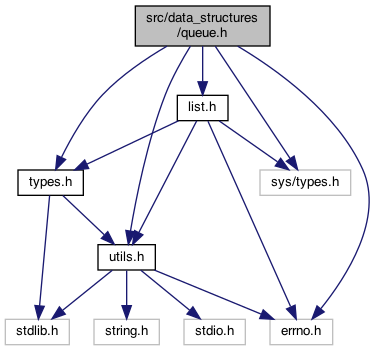 src/data_structures
/queue.h
list.h
types.h
sys/types.h
utils.h
stdlib.h
string.h
stdio.h
errno.h